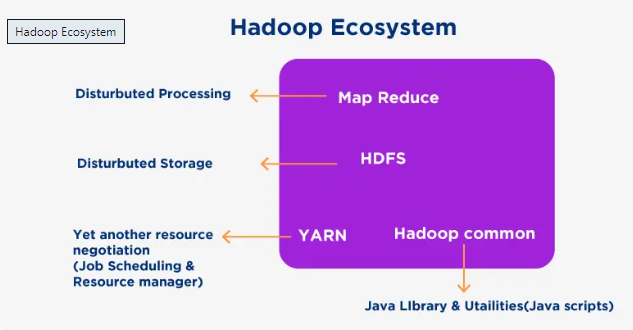 Hadoop Ecosystem
Hadoop Ecosystem
Disturbuted Processing
Map Reduce
Disturbuted Storage
HDFS
Yet another resource
negotiation
(Job Scheduling &
Resource manager)
YARN
Hadoop common
Java LIbrary & Utailities(Java scripts)